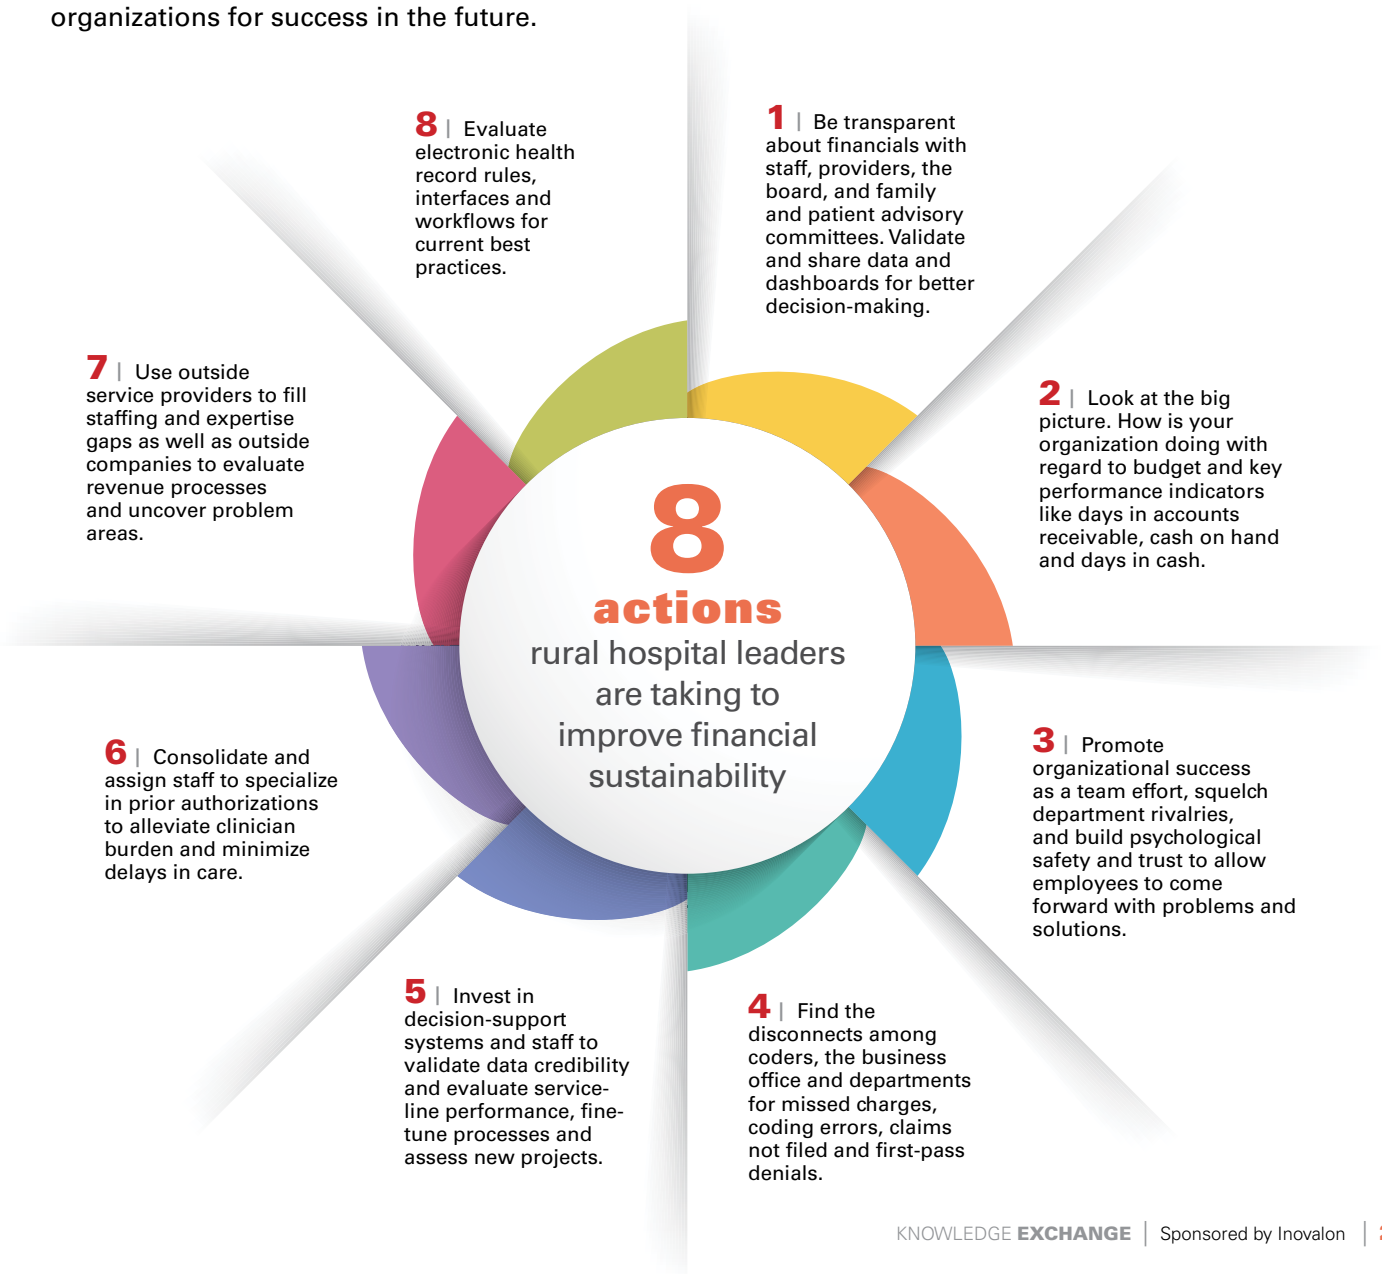 organizations for success in the future.
8
actions
rural hospital leaders
are taking to
improve financial
sustainability
1 | Be transparent
about financials with
staff, providers, the
board, and family
and patient advisory
committees. Validate
and share data and
dashboards for better
decision-making.
2 | Look at the big
picture. How is your
organization doing with
regard to budget and key
performance indicators
like days in accounts
receivable, cash on hand
and days in cash.
3 | Promote
organizational success
as a team effort, squelch
department rivalries,
and build psychological
safety and trust to allow
employees to come
forward with problems and
solutions.
4 | Find the
disconnects among
coders, the business
office and departments
for missed charges,
coding errors, claims
not filed and first-pass
denials.
5 | Invest in
decision-support
systems and staff to
validate data credibility
and evaluate service-
line performance, fine-
tune processes and
assess new projects.
6 | Consolidate and
assign staff to specialize
in prior authorizations
to alleviate clinician
burden and minimize
delays in care.
7 | Use outside
service providers to fill
staffing and expertise
gaps as well as outside
companies to evaluate
revenue processes
and uncover problem
areas.
8 | Evaluate
electronic health
record rules,
interfaces and
workflows for
current best
practices.
KNOWLEDGE EXCHANGE | Sponsored by Inovalon |